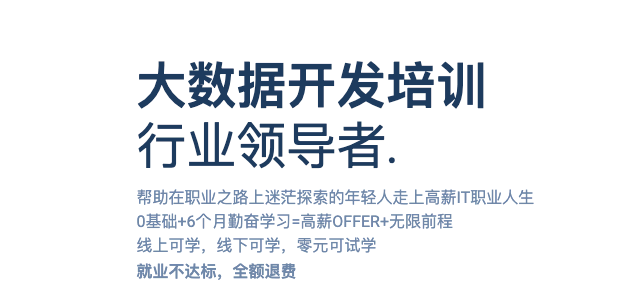 大数据开发培训
行业领导者.
帮助在职业之路上迷茫探索的年轻人走上高薪IT职业人生
0基础+6个月勤奋学习=高薪OFFER+无限前程
线上可学，线下可学，零元可试学
就业不达标，全额退费